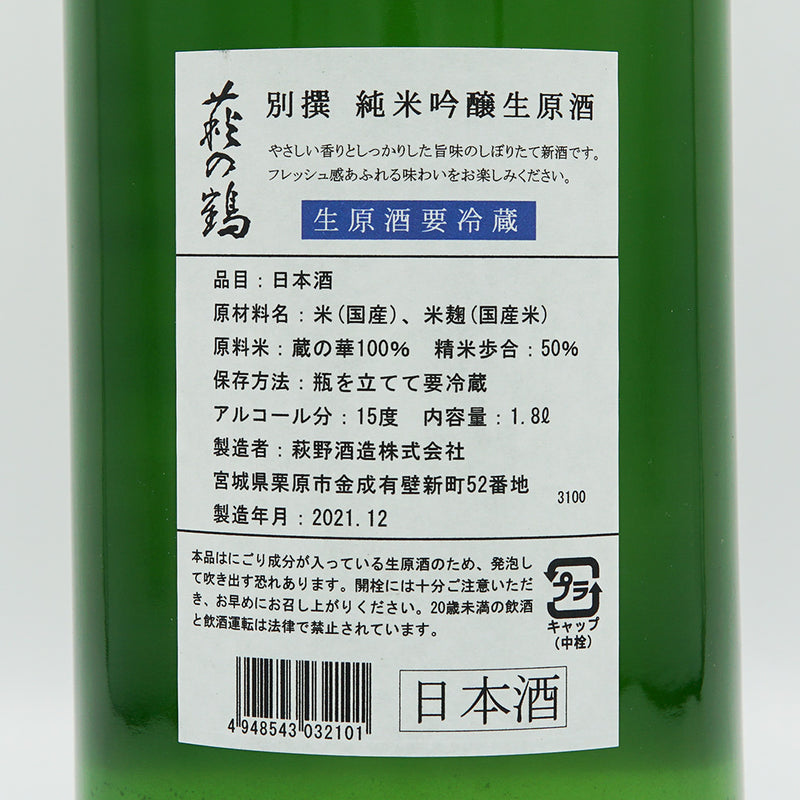 萩の鶴
別撰 純米吟醸生原酒
やさしい香りとしっかりした旨味のしぼりたて新酒です。
フレッシュ感あふれる味わいをお楽しみください。
生原酒要冷蔵
品目：日本酒
原材料名：米(国産)、米麹(国産米)
原料米：蔵の華100% 精米歩合：50%
保存方法：瓶を立てて要冷蔵
アルコール分：15度 内容量：1.8ℓ
製造者：萩野酒造株式会社
宮城県栗原市金成有壁新町52番地
3100
製造年月：2021.12
本品はにごり成分が入っている生原酒のため、発泡し
て吹き出す恐れあります。開栓には十分ご注意いただ
き、お早めにお召し上がりください。20歳未満の飲酒
と飲酒運転は法律で禁止されています。
プラ
キャップ
(中栓)
4 948543 032101
日本酒